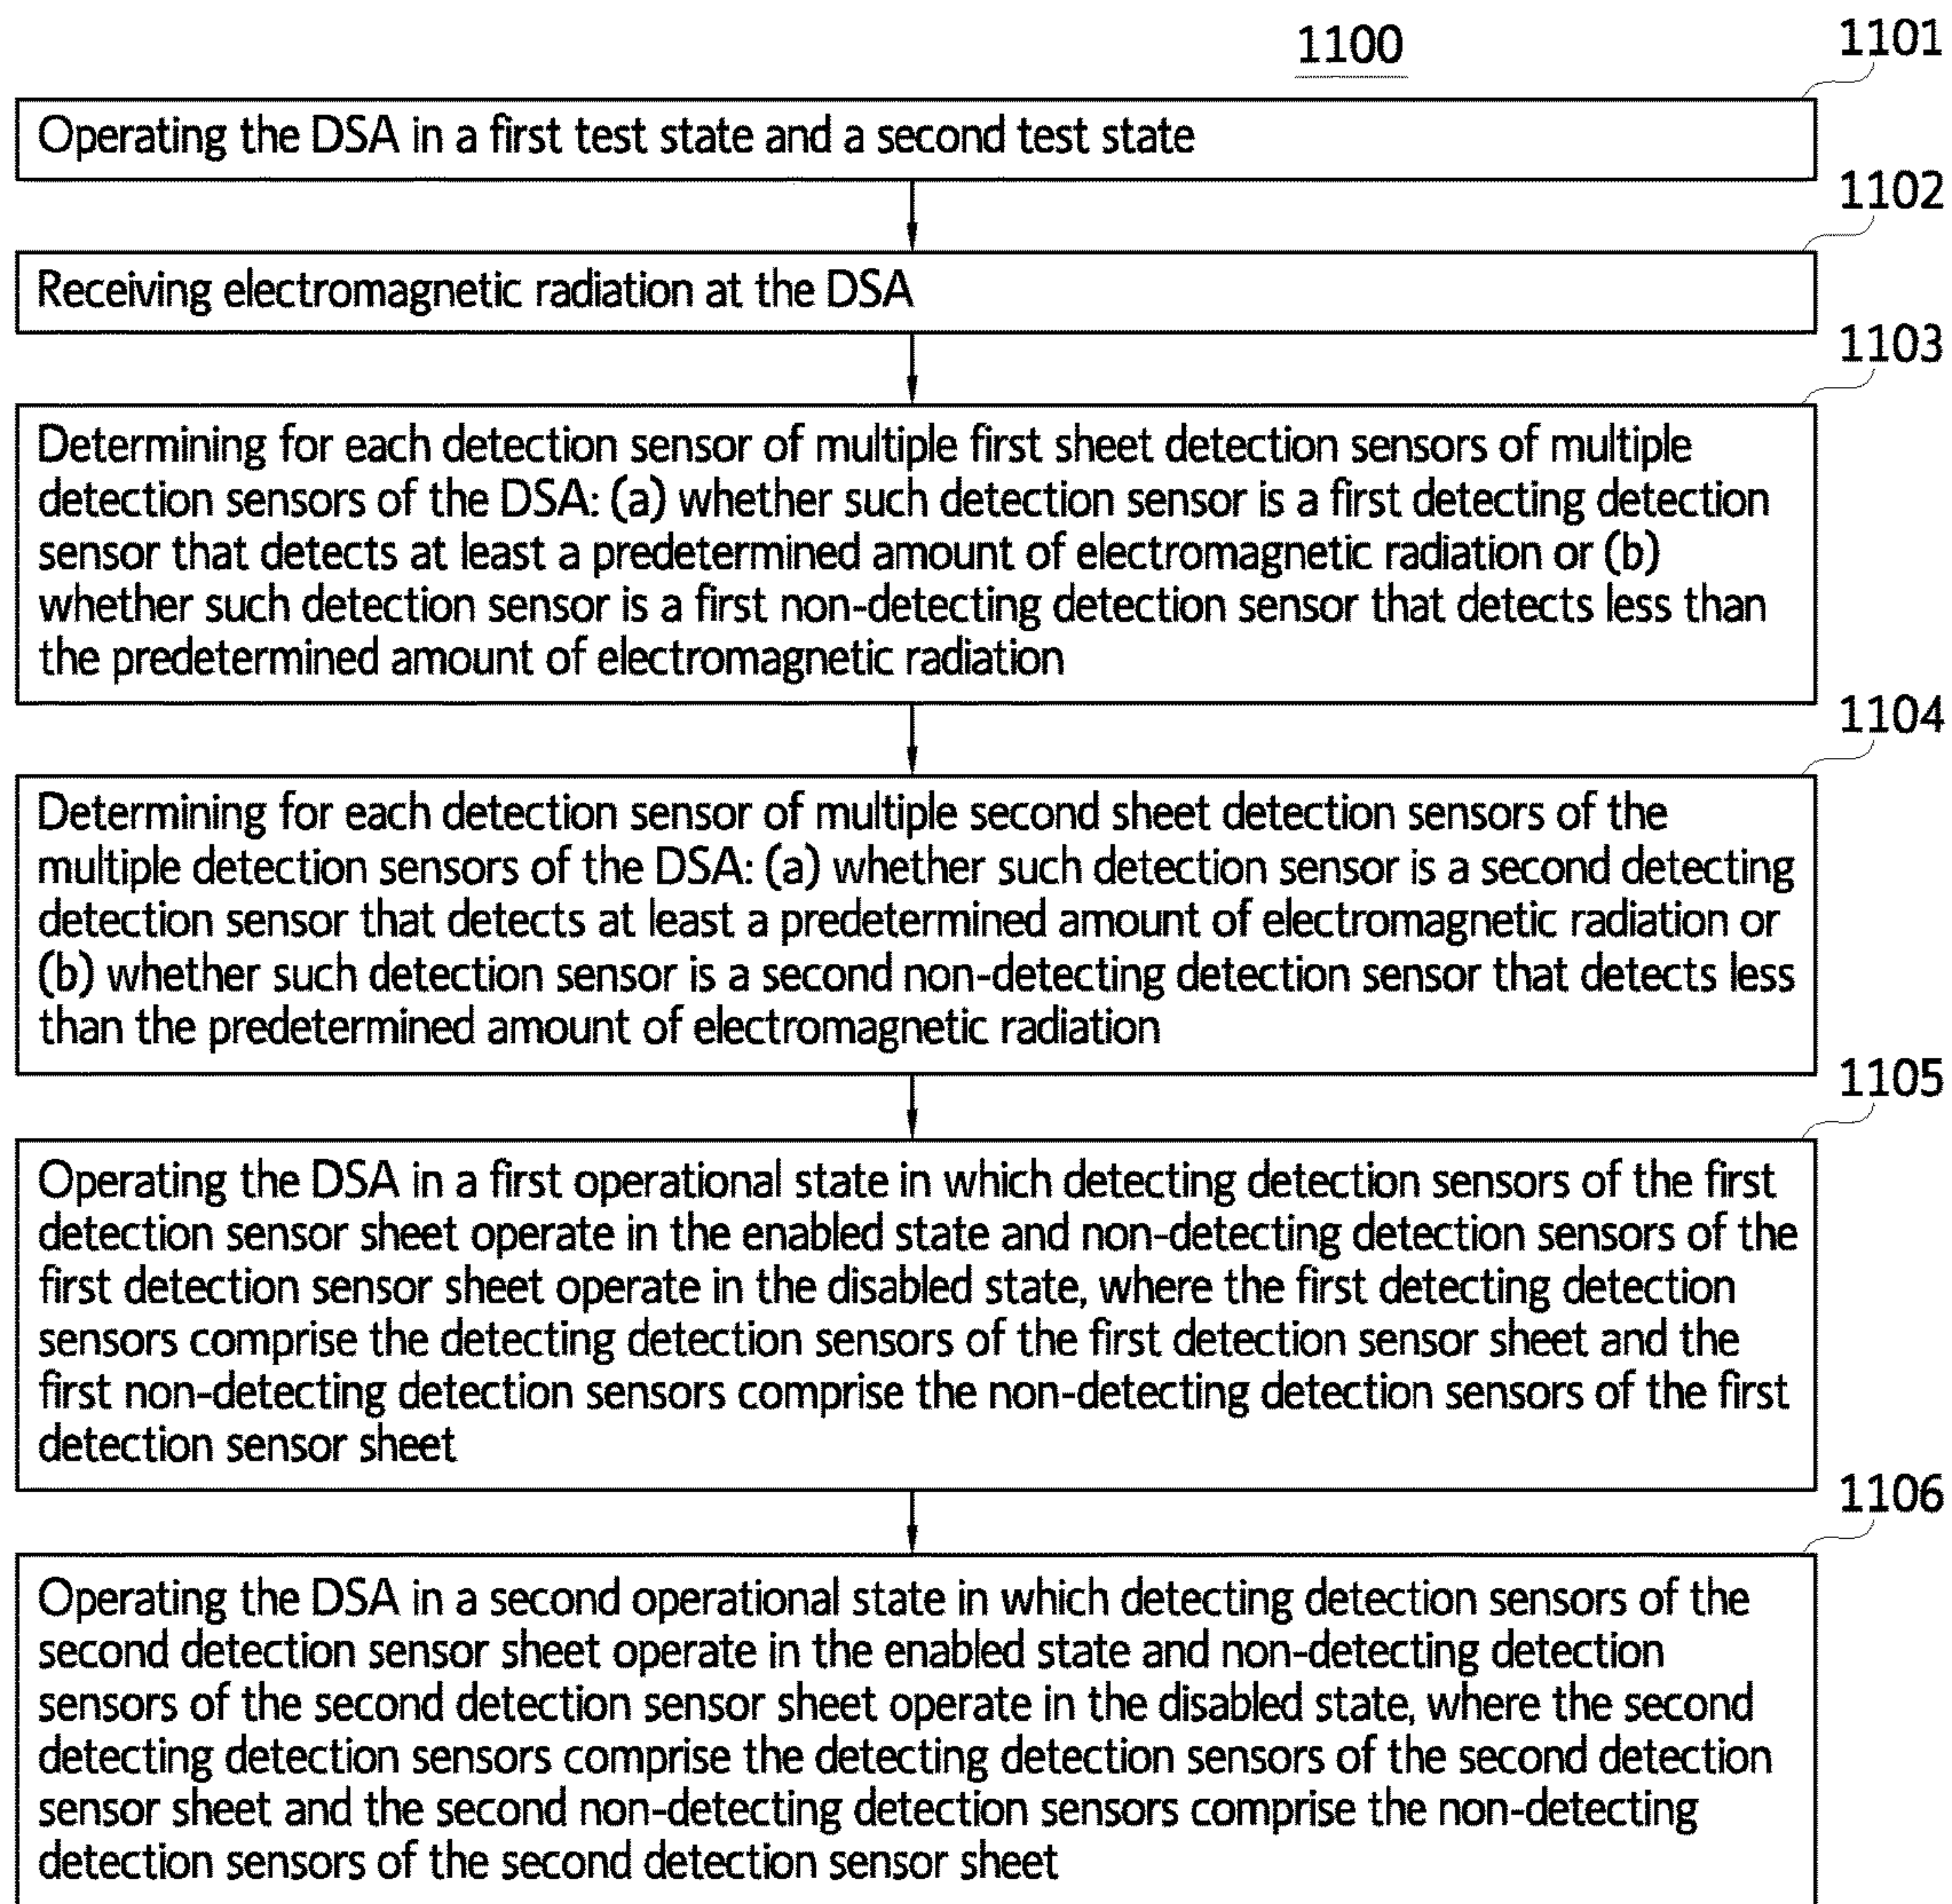 1100
1101
Operating the DSA in a first test state and a second test state
1102
Receiving electromagnetic radiation at the DSA
1103
Determining for each detection sensor of multiple first sheet detection sensors of multiple
detection sensors of the DSA: (a) whether such detection sensor is a first detecting detection
sensor that detects at least a predetermined amount of electromagnetic radiation or (b)
whether such detection sensor is a first non-detecting detection sensor that detects less than
the predetermined amount of electromagnetic radiation
1104
Determining for each detection sensor of multiple second sheet detection sensors of the
multiple detection sensors of the DSA: (a) whether such detection sensor is a second detecting
detection sensor that detects at least a predetermined amount of electromagnetic radiation or
(b) whether such detection sensor is a second non-detecting detection sensor that detects less
than the predetermined amount of electromagnetic radiation
1105
Operating the DSA in a first operational state in which detecting detection sensors of the first
detection sensor sheet operate in the enabled state and non-detecting detection sensors of the
first detection sensor sheet operate in the disabled state, where the first detecting detection
sensors comprise the detecting detection sensors of the first detection sensor sheet and the
first non-detecting detection sensors comprise the non-detecting detection sensors of the first
detection sensor sheet
1106
Operating the DSA in a second operational state in which detecting detection sensors of the
second detection sensor sheet operate in the enabled state and non-detecting detection
sensors of the second detection sensor sheet operate in the disabled state, where the second
detecting detection sensors comprise the detecting detection sensors of the second detection
sensor sheet and the second non-detecting detection sensors comprise the non-detecting
detection sensors of the second detection sensor sheet